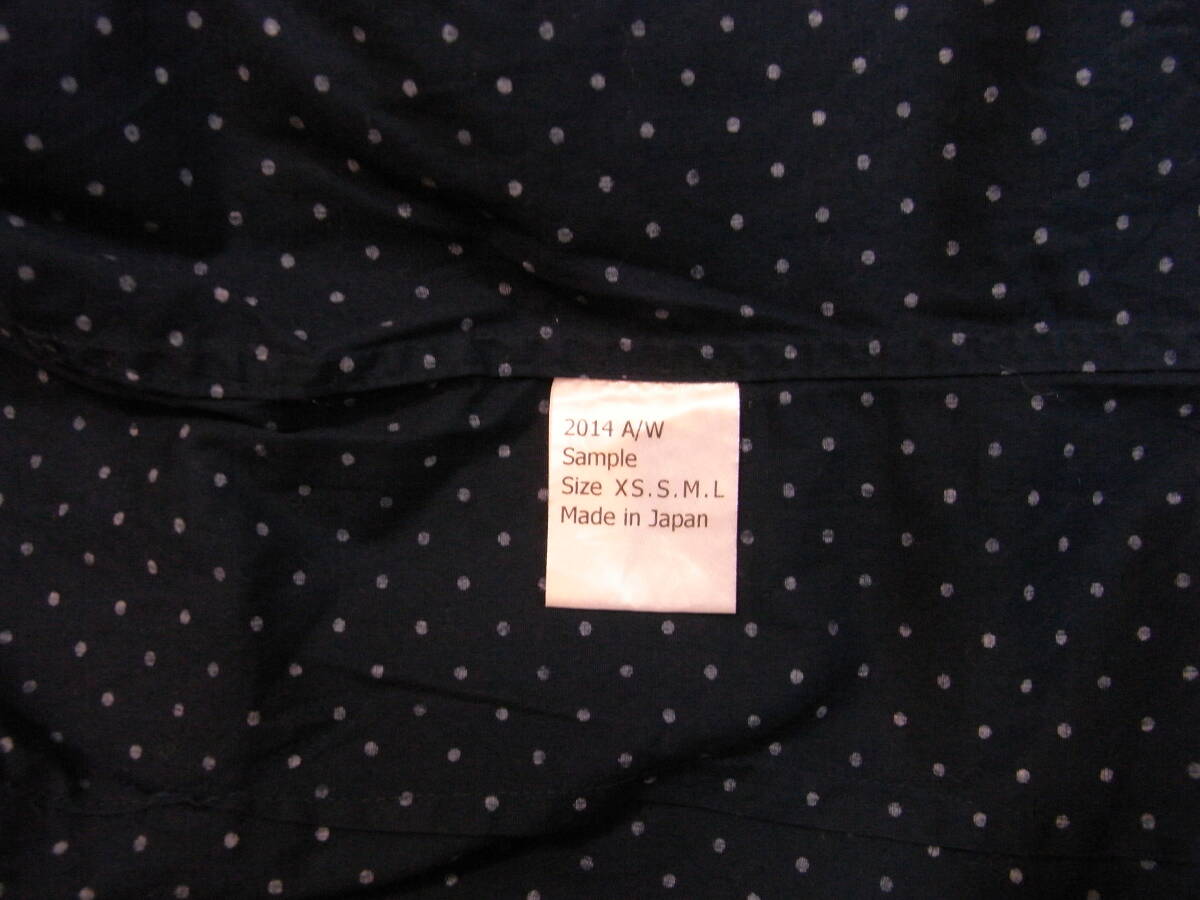 2014 A/W
Sample
Size XS.S.M.L
Made in Japan